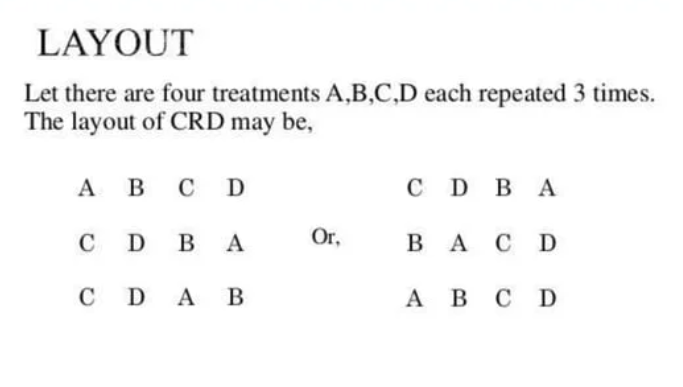 LAYOUT
Let there are four treatments A,B,C,D each repeated 3 times.
The layout of CRD may be,
A B C D
C D B A
C D A B
Or,
C D B A
B A C D
A B C D